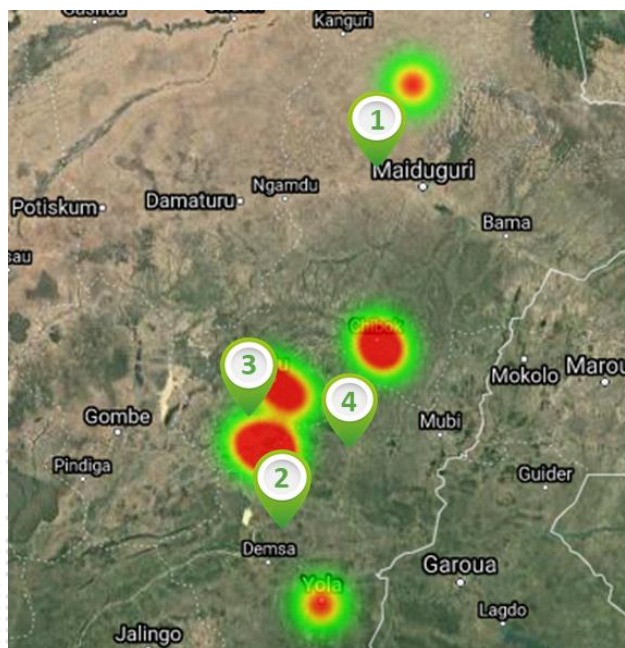 Kanguri
1
Maiduguri
Ngamdu
Damaturu
Potiskum
Bama
Chibok
3
Mokolo
Marou
4
Gombe
Mubi
Pindiga
2
Guider
Demsa
Garoua
Yola
Lagdo
Jalingo